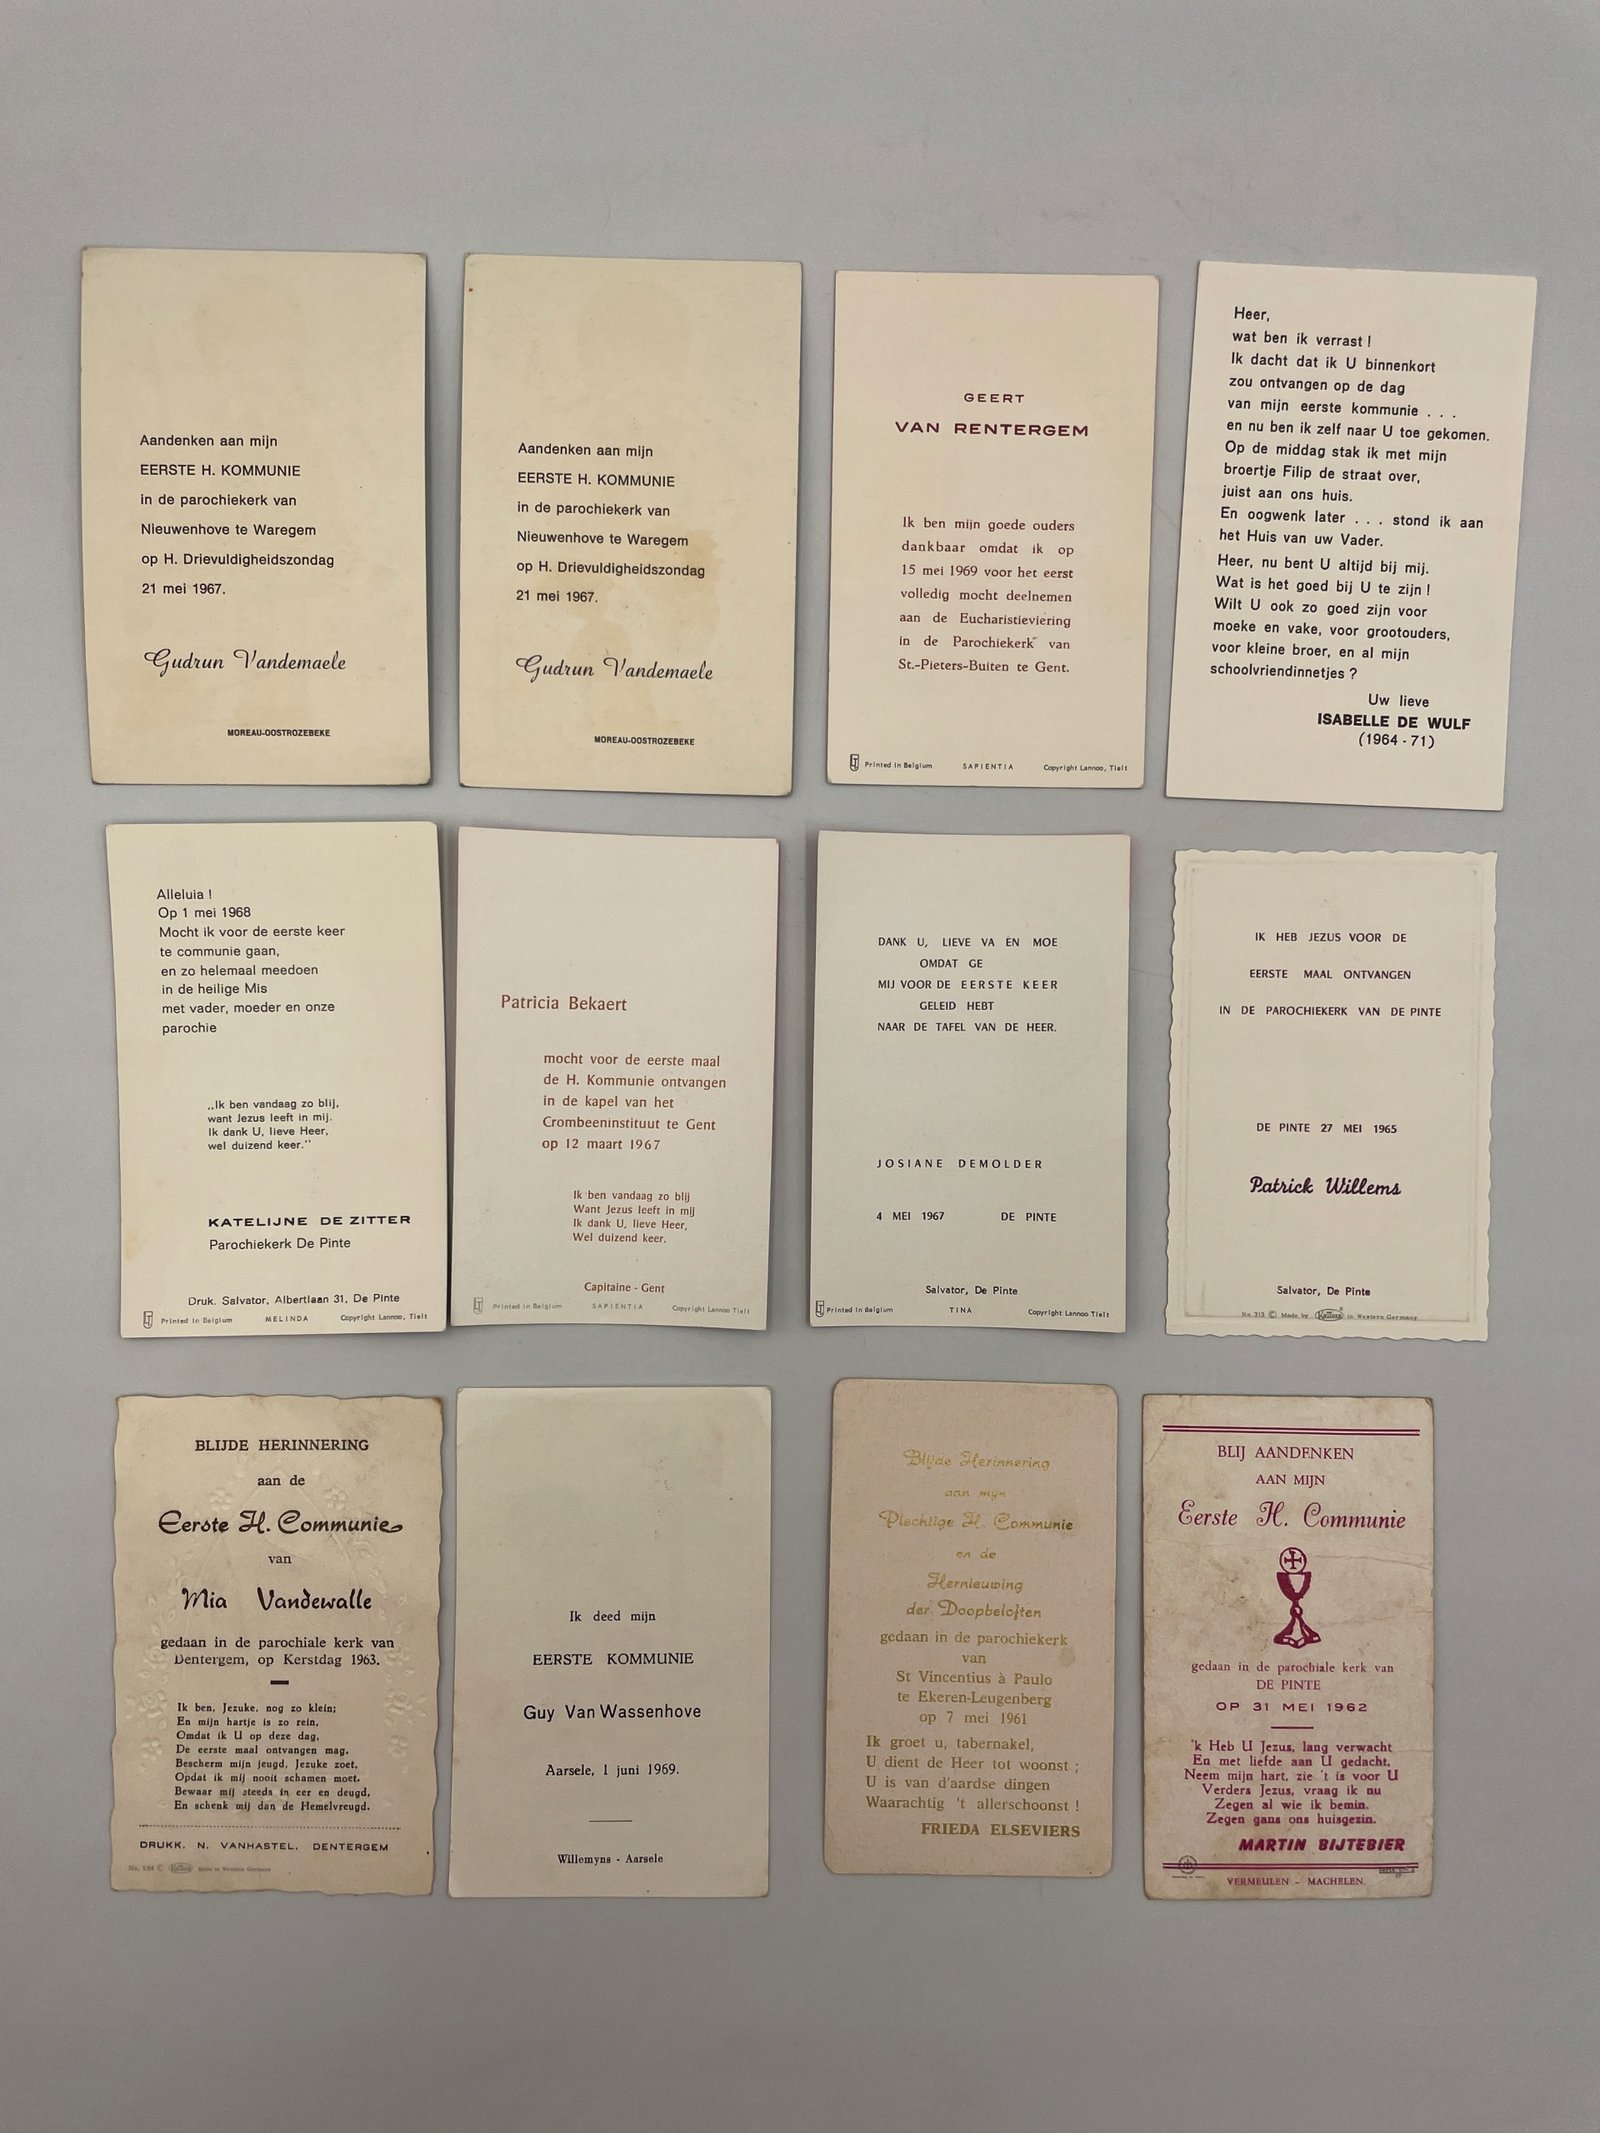 Aandenken aan mijn
EERSTE H. KOMMUNIE
in de parochiekerk van
Nieuwenhove te Waregem
op H. Drievuldigheidszondag
21 mei 1967.
Gudrun Vandemaele
MOREAU-OOSTROZEBEKE
Aandenken aan mijn
EERSTE H. KOMMUNIE
in de parochiekerk van
Nieuwenhove te Waregem
op H. Drievuldigheidszondag
21 mei 1967.
Gudrun Vandemaele
MOREAU-OOSTROZEBEKE
GEERT
VAN RENTERGEM
Ik ben mijn goede ouders
dankbaar omdat ik op
15 mei 1969 voor het eerst
volledig mocht deelnemen
aan de Eucharistieviering
in de Parochiekerk van
St.-Pieters-Buiten te Gent.
Printed in Belgium SAPIENTIA Copyright Lannoo, Tielt
Heer,
wat ben ik verrast !
Ik dacht dat ik U binnenkort
zou ontvangen op de dag
van mijn eerste kommunie . . .
en nu ben ik zelf naar U toe gekomen.
Op de middag stak ik met mijn
broertje Filip de straat over,
juist aan ons huis.
En oogwenk later . . . stond ik aan
het Huis van uw Vader.
Heer, nu bent U altijd bij mij.
Wat is het goed bij U te zijn !
Wilt U ook zo goed zijn voor
moeke en vake, voor grootouders,
voor kleine broer, en al mijn
schoolvriendinnetjes ?
Uw lieve
ISABELLE DE WULF
(1964 - 71)
Alleluia !
Op 1 mei 1968
Mocht ik voor de eerste keer
te communie gaan,
en zo helemaal meedoen
in de heilige Mis
met vader, moeder en onze
parochie
„Ik ben vandaag zo blij,
want Jezus leeft in mij.
Ik dank U, lieve Heer,
wel duizend keer.”
KATELIJNE DE ZITTER
Parochiekerk De Pinte
Druk. Salvator, Albertlaan 31, De Pinte
Printed in Belgium MELINDA Copyright Lannoo, Tielt
Patricia Bekaert
mocht voor de eerste maal
de H. Kommunie ontvangen
in de kapel van het
Crombeeninstituut te Gent
op 12 maart 1967
Ik ben vandaag zo blij
Want Jezus leeft in mij
Ik dank U, lieve Heer,
Wel duizend keer.
Capitaine - Gent
Printed in Belgium SAPIENTIA Copyright Lannoo Tielt
DANK U, LIEVE VA EN MOE
OMDAT GE
MIJ VOOR DE EERSTE KEER
GELEID HEBT
NAAR DE TAFEL VAN DE HEER.
JOSIANE DEMOLDER
4 MEI 1967 DE PINTE
Salvator, De Pinte
Printed in Belgium TINA Copyright Lannoo, Tielt
IK HEB JEZUS VOOR DE
EERSTE MAAL ONTVANGEN
IN DE PAROCHIEKERK VAN DE PINTE
DE PINTE 27 MEI 1965
Patrick Willems
Salvator, De Pinte
No. 313 © Made by in Western Germany
BLIJDE HERINNERING
aan de
Eerste H. Communie
van
Mia Vandewalle
gedaan in de parochiale kerk van
Dentergem, op Kerstdag 1963.
Ik ben, Jezuke, nog zo klein;
En mijn hartje is zo rein,
Omdat ik U op deze dag,
De eerste maal ontvangen mag,
Bescherm mijn jeugd, Jezuke zoet,
Opdat ik mij nooit schamen moet,
Bewaar mij steeds in eer en deugd,
En schenk mij dan de Hemelvreugd.
DRUKK. N. VANHASTEL, DENTERGEM
Made in Western Germany
Ik deed mijn
EERSTE KOMMUNIE
Guy Van Wassenhove
Aarsele, 1 juni 1969.
Willemyns - Aarsele
Blijde Herinnering
aan mijn
Plechtige H. Communie
en de
Hernieuwing
der Doopbeloften
gedaan in de parochiekerk
van
St Vincentius à Paulo
te Ekeren-Leugenberg
op 7 mei 1961
Ik groet u, tabernakel,
U dient de Heer tot woonst ;
U is van d'aardse dingen
Waarachtig 't allerschoonst !
FRIEDA ELSEVIERS
BLIJ AANDENKEN
AAN MIJN
Eerste H. Communie
gedaan in de parochiale kerk van
DE PINTE
OP 31 MEI 1962
'k Heb U Jezus, lang verwacht
En met liefde aan U gedacht,
Neem mijn hart, zie 't is voor U
Verders Jezus, vraag ik nu
Zegen al wie ik bemin.
Zegen gans ons huisgezin.
MARTIN BIJTEBIER
VERMEULEN - MACHELEN